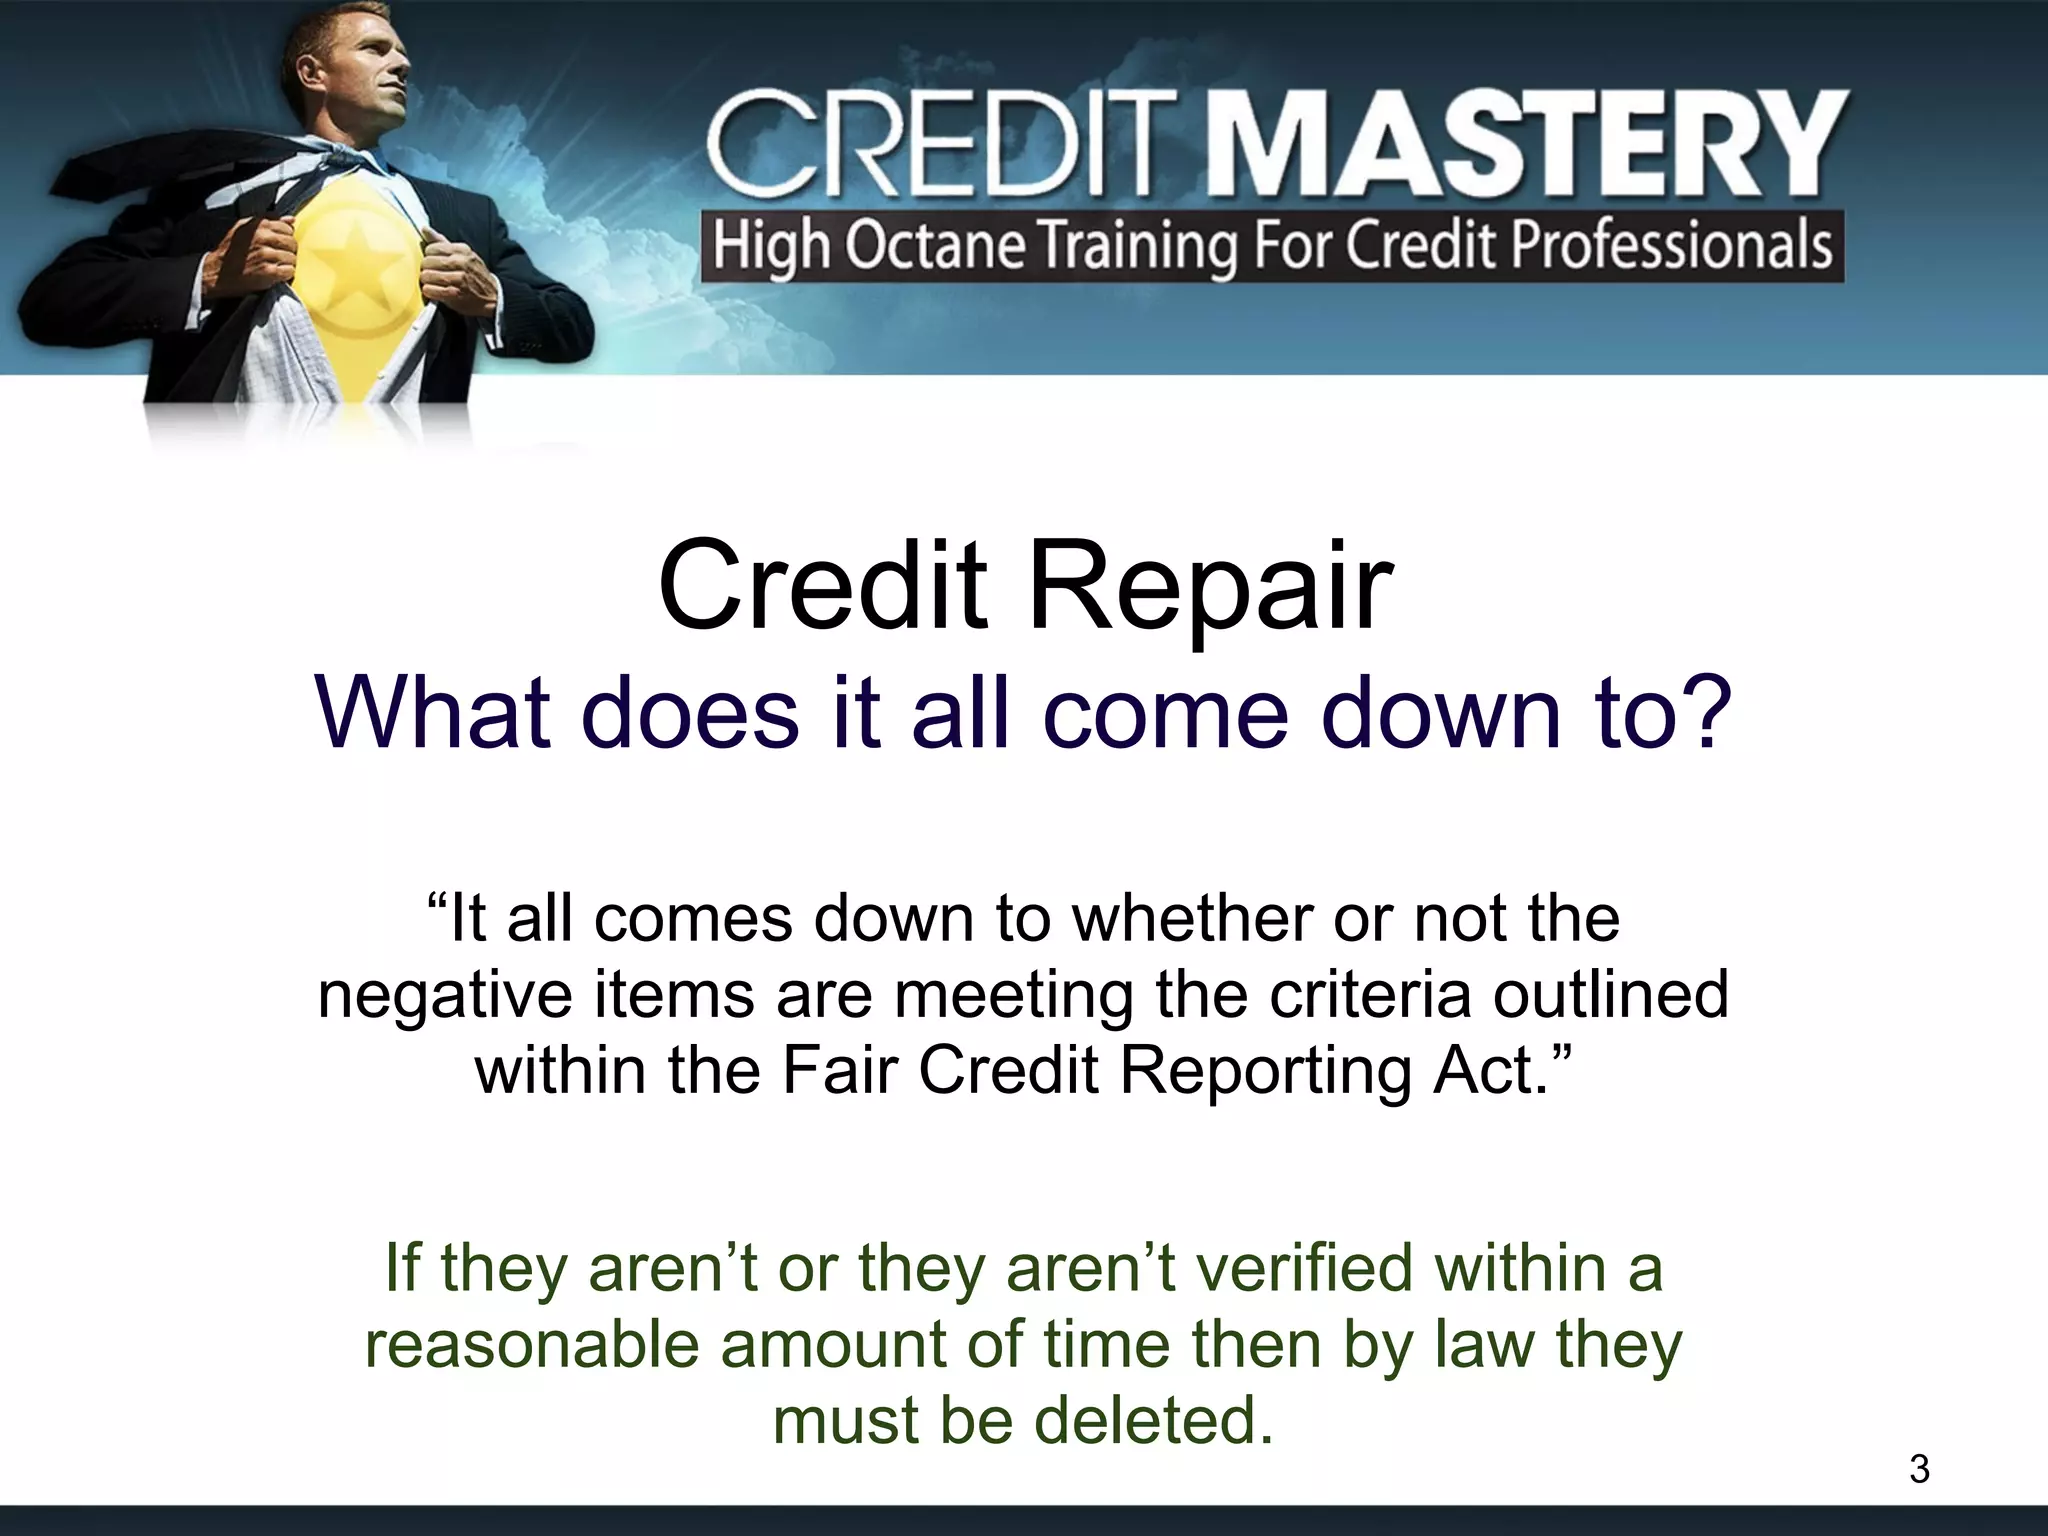 CREDIT MASTERY
High Octane Training For Credit Professionals
Credit Repair
What does it all come down to?
“It all comes down to whether or not the
negative items are meeting the criteria outlined
within the Fair Credit Reporting Act.”
If they aren’t or they aren’t verified within a
reasonable amount of time then by law they
must be deleted.
3